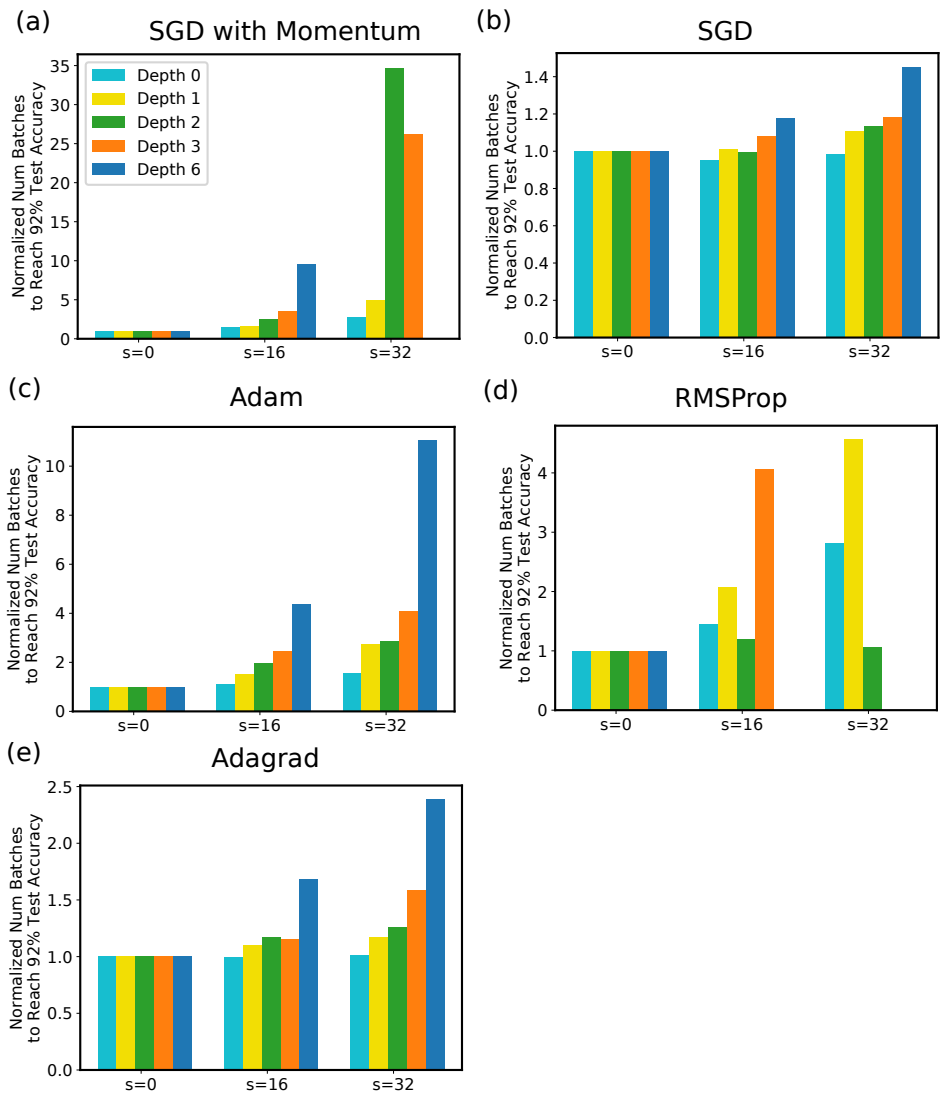 (a)
SGD with Momentum
Normalized Num Batches
to Reach 92% Test Accuracy
35
30
25
20
15
10
5
0
Depth 0
Depth 1
Depth 2
Depth 3
Depth 6
s=0
s=16
s=32
(b)
SGD
Normalized Num Batches
to Reach 92% Test Accuracy
1.4
1.2
1.0
0.8
0.6
0.4
0.2
0.0
s=0
s=16
s=32
(c)
Adam
Normalized Num Batches
to Reach 92% Test Accuracy
10
8
6
4
2
0
s=0
s=16
s=32
(d)
RMSProp
Normalized Num Batches
to Reach 92% Test Accuracy
4
3
2
1
0
s=0
s=16
s=32
(e)
Adagrad
Normalized Num Batches
to Reach 92% Test Accuracy
2.5
2.0
1.5
1.0
0.5
0.0
s=0
s=16
s=32